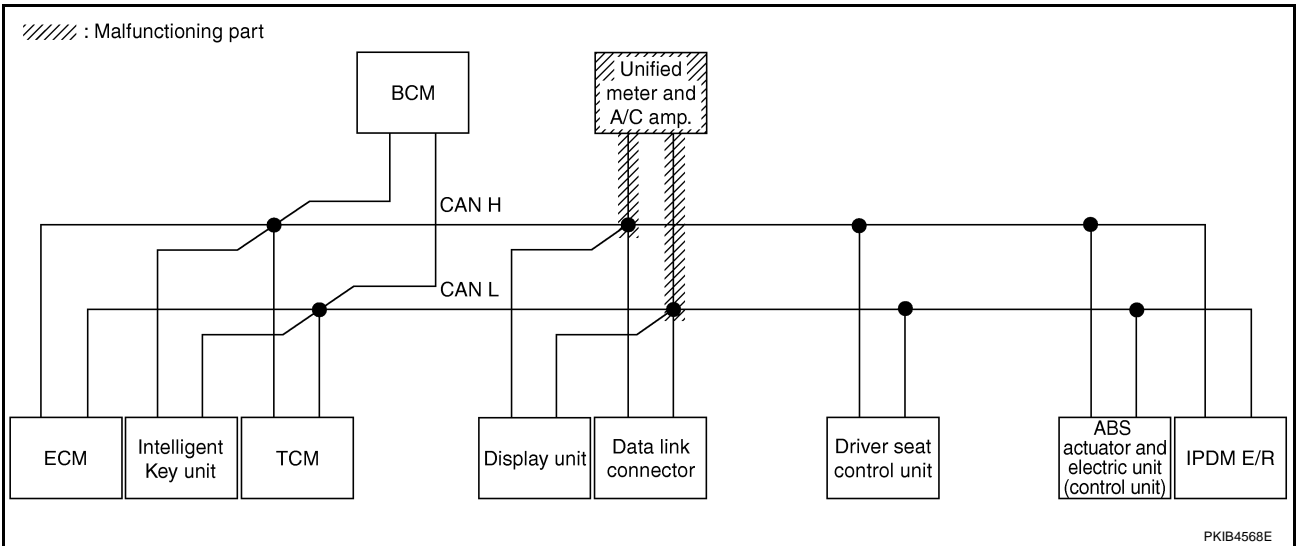 : Malfunctioning part
BCM
Unified
meter and
A/C amp.
CAN H
CAN L
ECM
Intelligent
Key unit
TCM
Display unit
Data link
connector
Driver seat
control unit
ABS
actuator and
electric unit
(control unit)
IPDM E/R
PKIB4568E